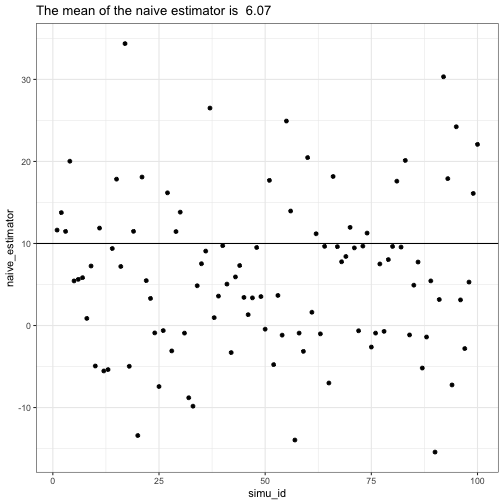 The mean of the naive estimator is  6.07
naive_estimator
30
20
10
0
-10
0 25 50 75 100
simu_id